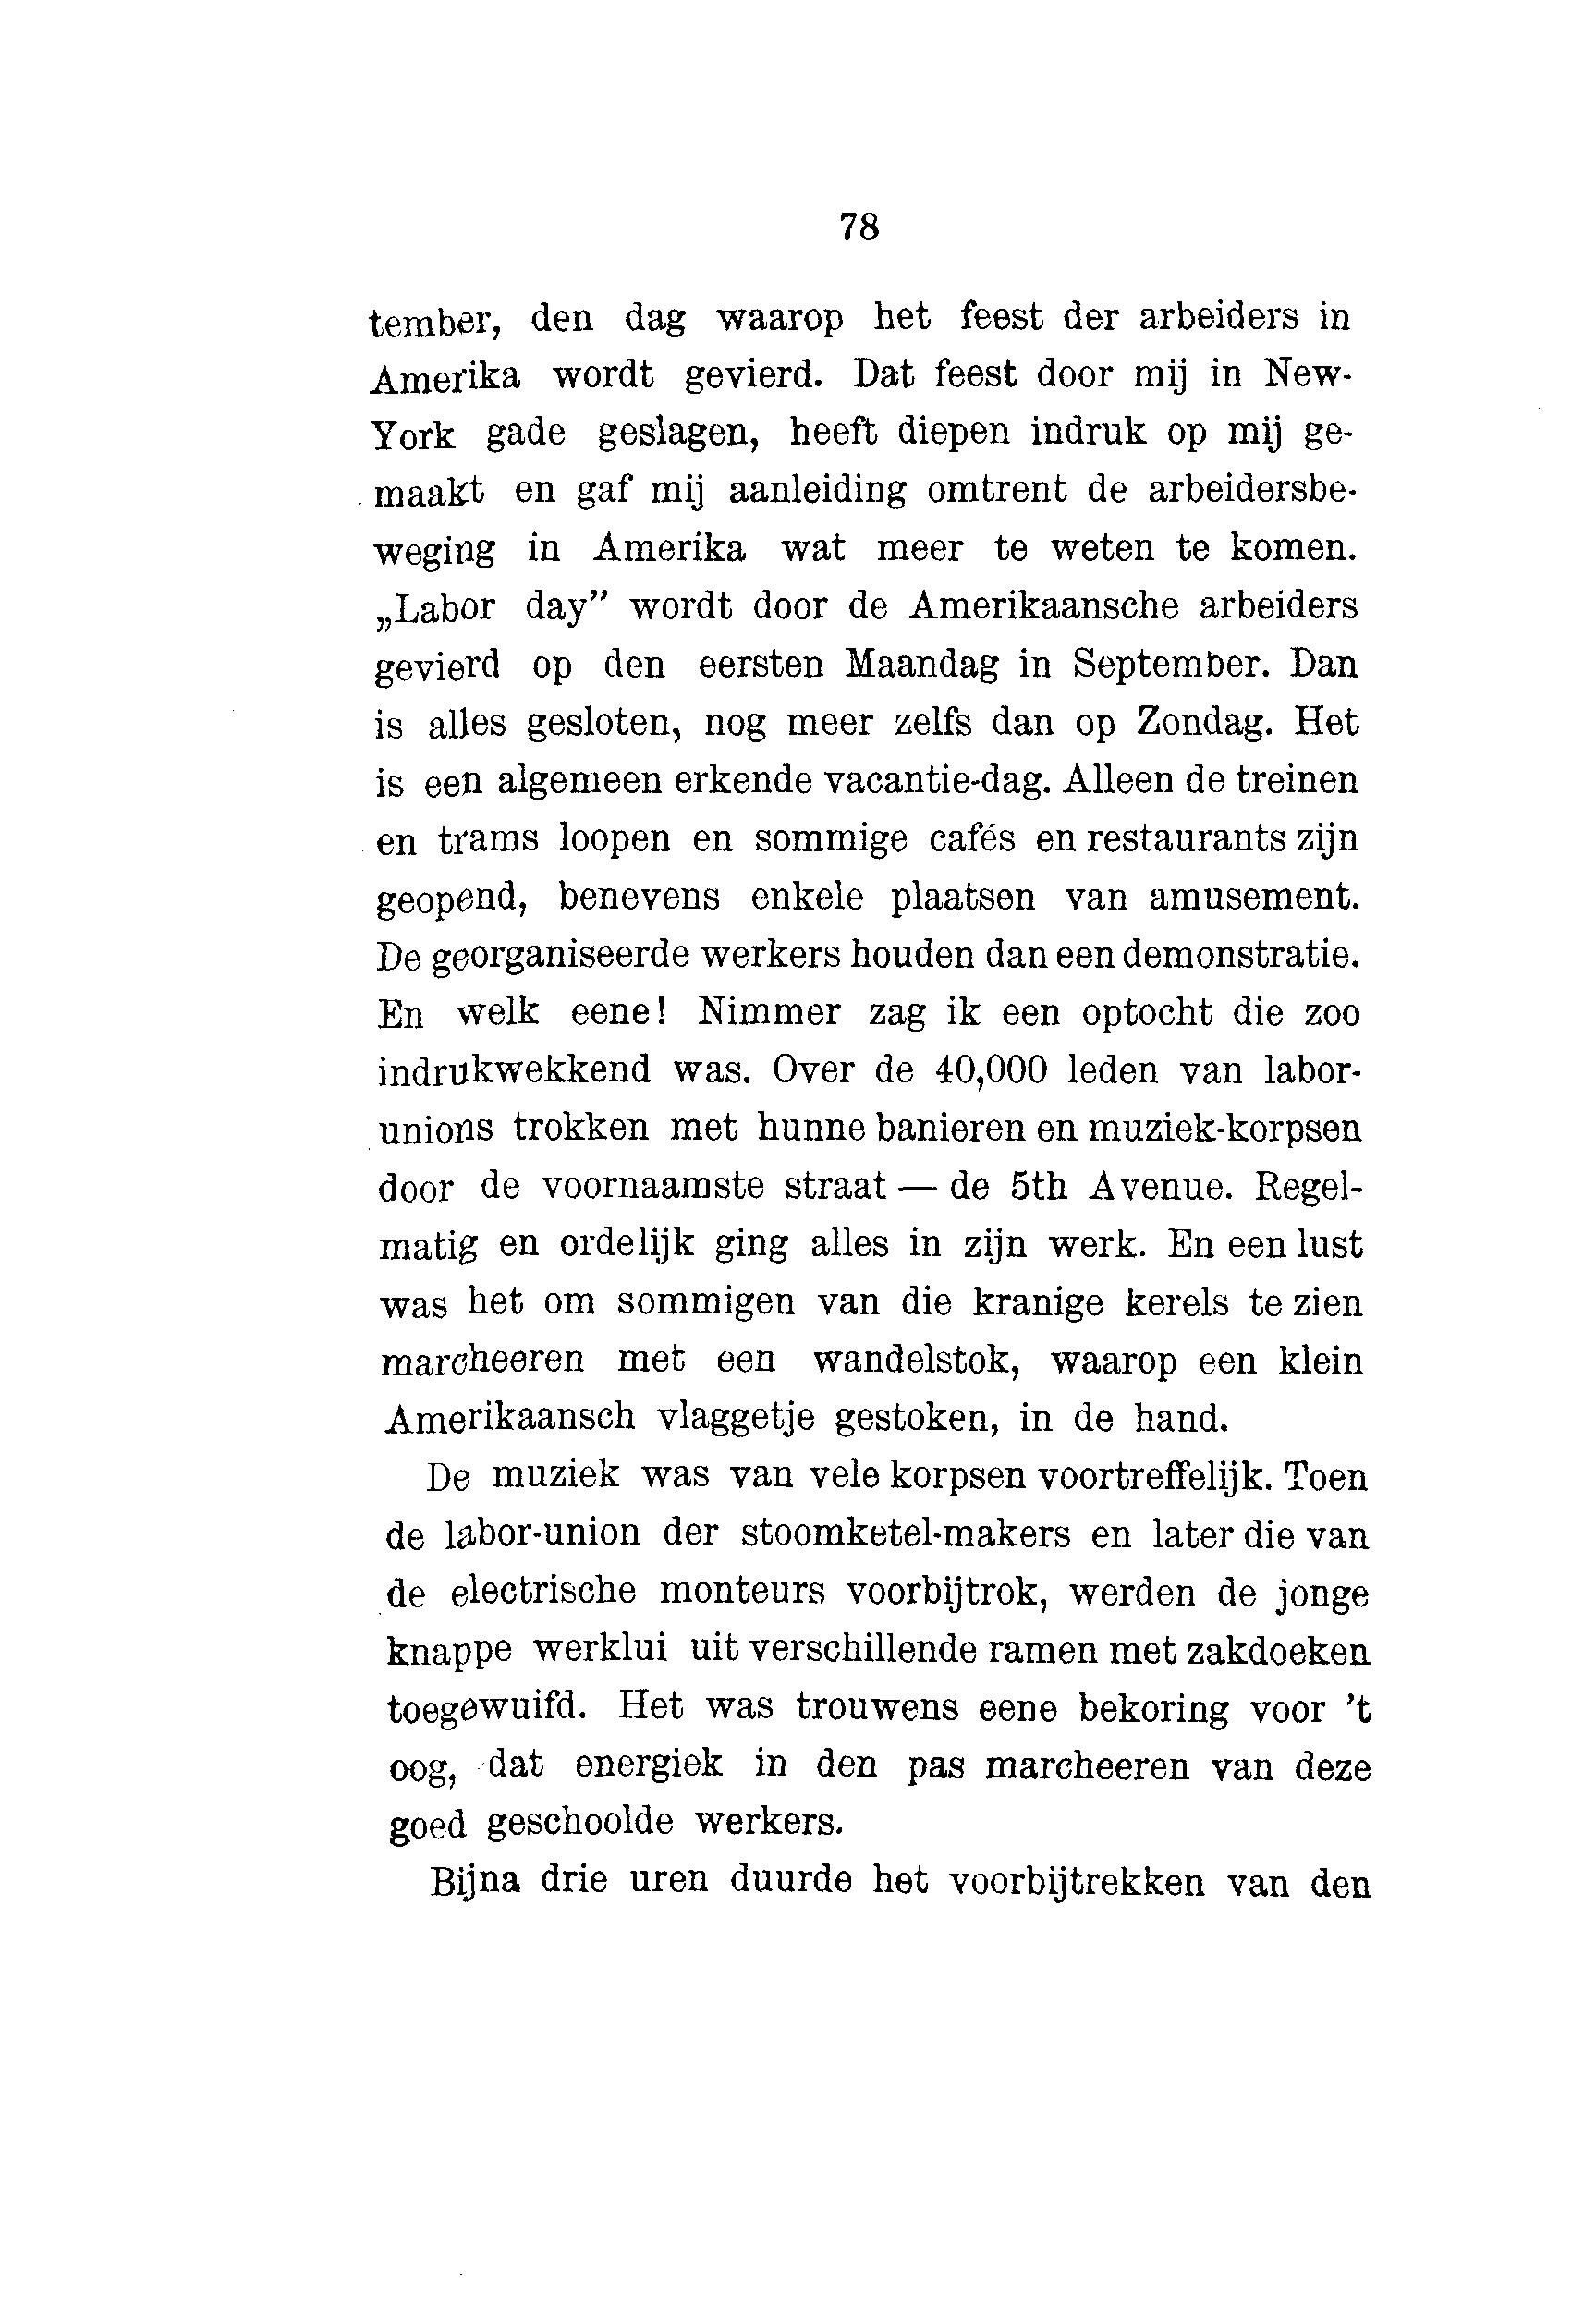 78
tember, den dag waarop het feest der arbeiders in
Amerika wordt gevierd. Dat feest door mij in New-
York gade geslagen, heeft diepen indruk op mij ge-
maakt en gaf mij aanleiding omtrent de arbeidersbe-
weging in Amerika wat meer te weten te komen.
„Labor day” wordt door de Amerikaansche arbeiders
gevierd op den eersten Maandag in September. Dan
is alles gesloten, nog meer zelfs dan op Zondag. Het
is een algemeen erkende vacantie-dag. Alleen de treinen
en trams loopen en sommige cafés en restaurants zijn
geopend, benevens enkele plaatsen van amusement.
De georganiseerde werkers houden dan een demonstratie.
En welk eene! Nimmer zag ik een optocht die zoo
indrukwekkend was. Over de 40,000 leden van labor-
unions trokken met hunne banieren en muziek-korpsen
door de voornaamste straat — de 5th Avenue. Regel-
matig en ordelijk ging alles in zijn werk. En een lust
was het om sommigen van die kranige kerels te zien
marcheeren met een wandelstok, waarop een klein
Amerikaansch vlaggetje gestoken, in de hand.
De muziek was van vele korpsen voortreffelijk. Toen
de labor-union der stoomketel-makers en later die van
de electrische monteurs voorbijtrok, werden de jonge
knappe werklui uit verschillende ramen met zakdoeken
toegewuifd. Het was trouwens eene bekoring voor 't
oog, dat energiek in den pas marcheeren van deze
goed geschoolde werkers.
Bijna drie uren duurde het voorbijtrekken van den